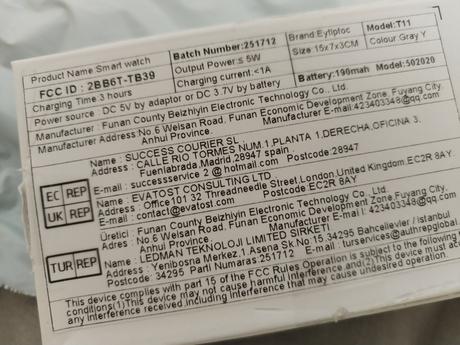 Product Name Smart watch
Batch Number:251712
Brand:Eytiptoc
Model:T11
FCC ID : 2BB6T-TB39
Output Power:≤ 5W
Size 15x7x3CM
Colour:Gray Y
Charging Time 3 hours
Charging current:<1A
Battery:190mah
Model:502020
Power source : DC 5V by adaptor or DC 3.7V by battery
Manufacturer : Funan County Beizhiyin Electronic Technology Co., Ltd.
Manufacturer Address:No 6 Weisan Road. Funan Economic Development Zone, Fuyang City.
Anhui Province.
Manufacturer E-mail: 423403348@qq.com
EC REP
Name : SUCCESS COURIER SL
Address : CALLE RIO TORMES NUM.1,PLANTA 1,DERECHA,OFICINA 3,
Fuenlabrada Madrid,28947 spain
E-mail : successservice 2 @ hotmail.com
Postcode:28947
UK REP
Name : EVATOST CONSULTING LTD
Address : Office 101 32 Threadneedle Street,London,United Kingdom,EC2R 8AY.
E-mail : contact@evatost.com
Postcode EC2R 8AY.
Üretici : Funan County Beizhiyin Electronic Technology Co., Ltd.
Adres : No 6 Weisan Road. Funan Economic Development Zone Fuyang City,
Anhui Province.
Manufacturer E-mail: 423403348@qq.com
TUR REP
Name : LEDMAN TEKNOLOJI LIMITED SIRKETI
Address : Yenibosna Merkez,1.Asena Sk No 15,34295 Bahcelievler / istanbul
Postcode : 34295 Parti Numaras:251712
E-mail : turservices@authrepglobal
This device complies with part 15 of the FCC Rules Operation is subject to the following
conditions(1)This device may not cause harmful interference and(2)This device must acc
any interference received.including Interference that may cause undesired operation.